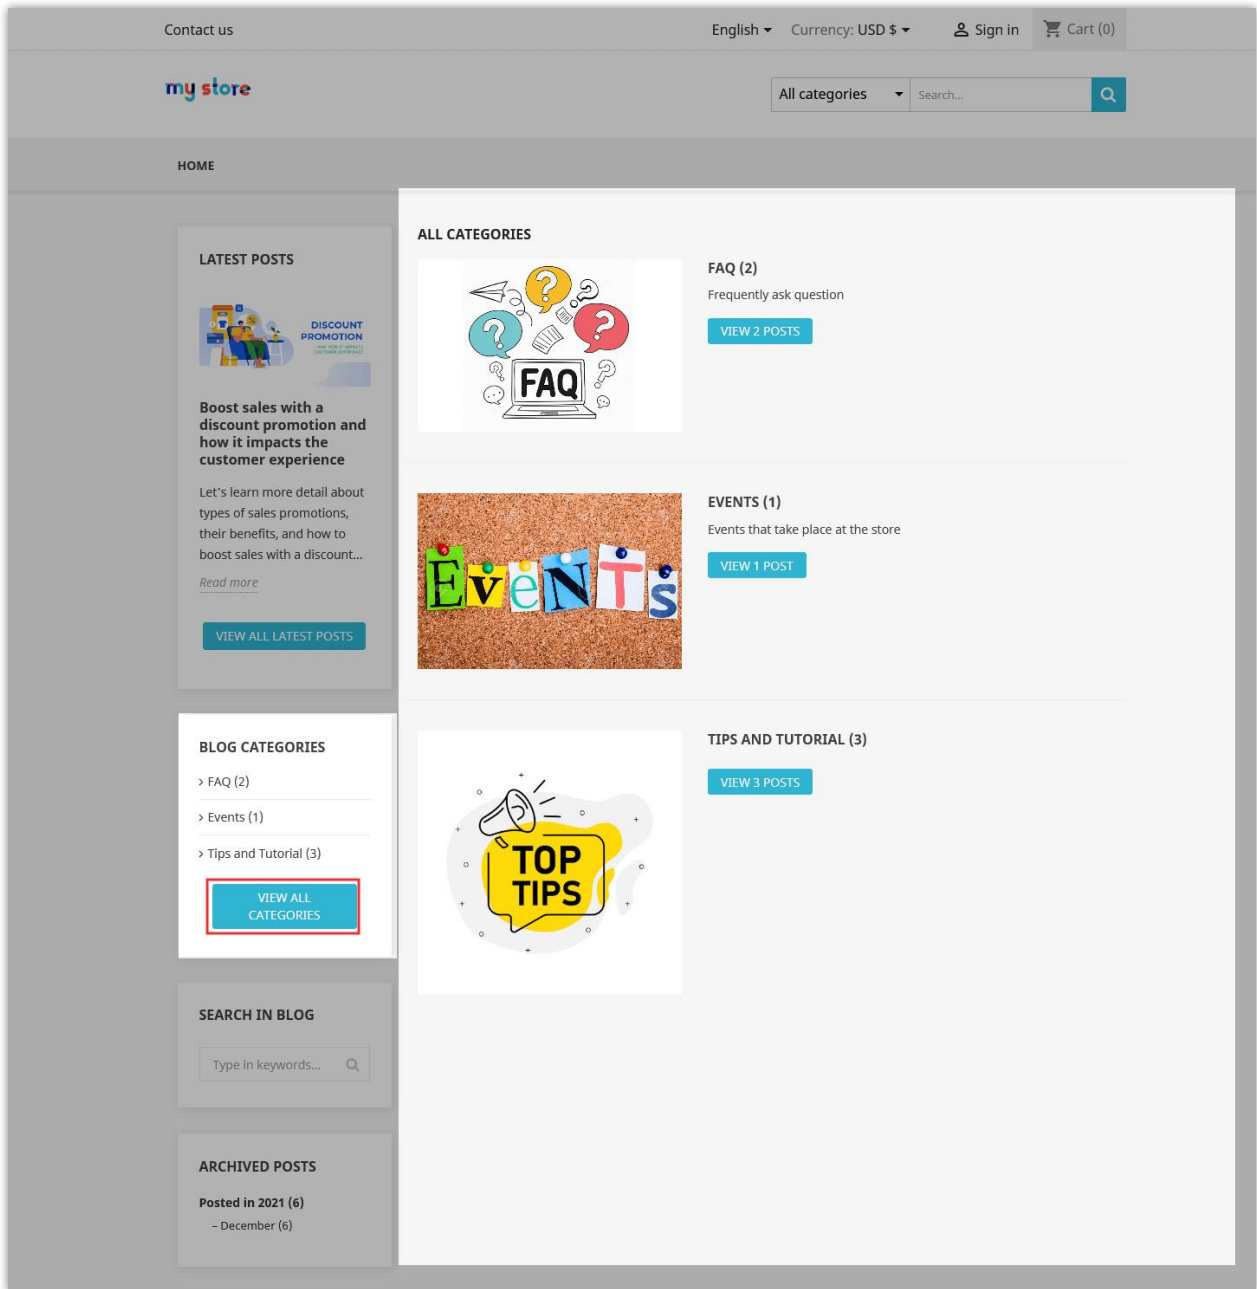 Contact us
English
Currency: USD $
Sign in
Cart (0)
my store
All categories
Search...
HOME
LATEST POSTS
DISCOUNT
PROMOTION
Boost sales with a
discount promotion and
how it impacts the
customer experience
Let's learn more detail about
types of sales promotions,
their benefits, and how to
boost sales with a discount...
Read more
VIEW ALL LATEST POSTS
BLOG CATEGORIES
FAQ (2)
Events (1)
Tips and Tutorial (3)
VIEW ALL
CATEGORIES
SEARCH IN BLOG
Type in keywords...
ARCHIVED POSTS
Posted in 2021 (6)
– December (6)
ALL CATEGORIES
FAQ
FAQ (2)
Frequently ask question
VIEW 2 POSTS
EveNTs
EVENTS (1)
Events that take place at the store
VIEW 1 POST
TOP
TIPS
TIPS AND TUTORIAL (3)
VIEW 3 POSTS